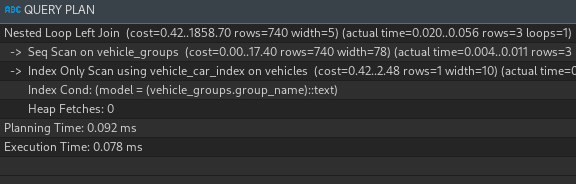 ABC QUERY PLAN
Nested Loop Left Join  (cost=0.42..1858.70 rows=740 width=5) (actual time=0.020..0.056 rows=3 loops=1)
-> Seq Scan on vehicle_groups  (cost=0.00..17.40 rows=740 width=78) (actual time=0.004..0.011 rows=3
-> Index Only Scan using vehicle_car_index on vehicles  (cost=0.42..2.48 rows=1 width=10) (actual time=0
Index Cond: (model = (vehicle_groups.group_name)::text)
Heap Fetches: 0
Planning Time: 0.092 ms
Execution Time: 0.078 ms